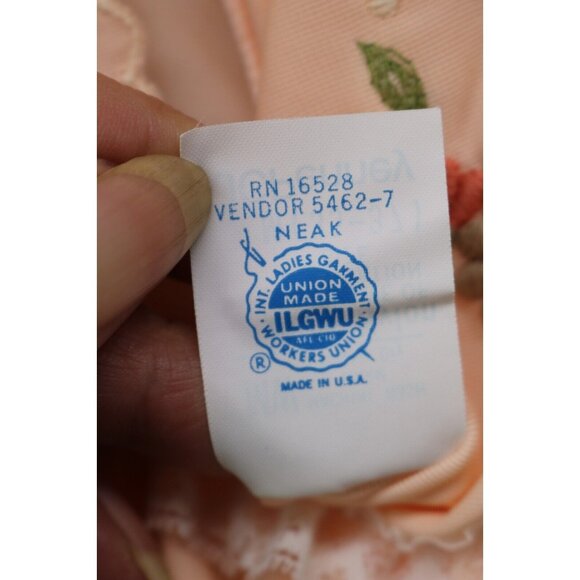 RN 16528
VENDOR 5462-7
NEAK
INT. LADIES GARMENT
UNION
MADE
ILGWU
AFL CIO
WORKERS UNION
®
MADE IN U.S.A.